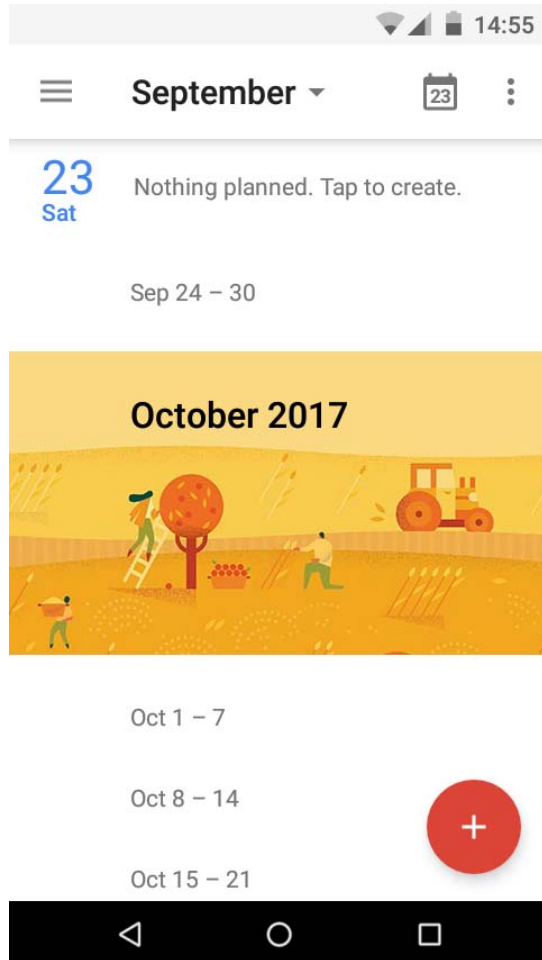 14:55
September
23
23
Sat
Nothing planned. Tap to create.
Sep 24 – 30
October 2017
Oct 1 – 7
Oct 8 – 14
Oct 15 – 21